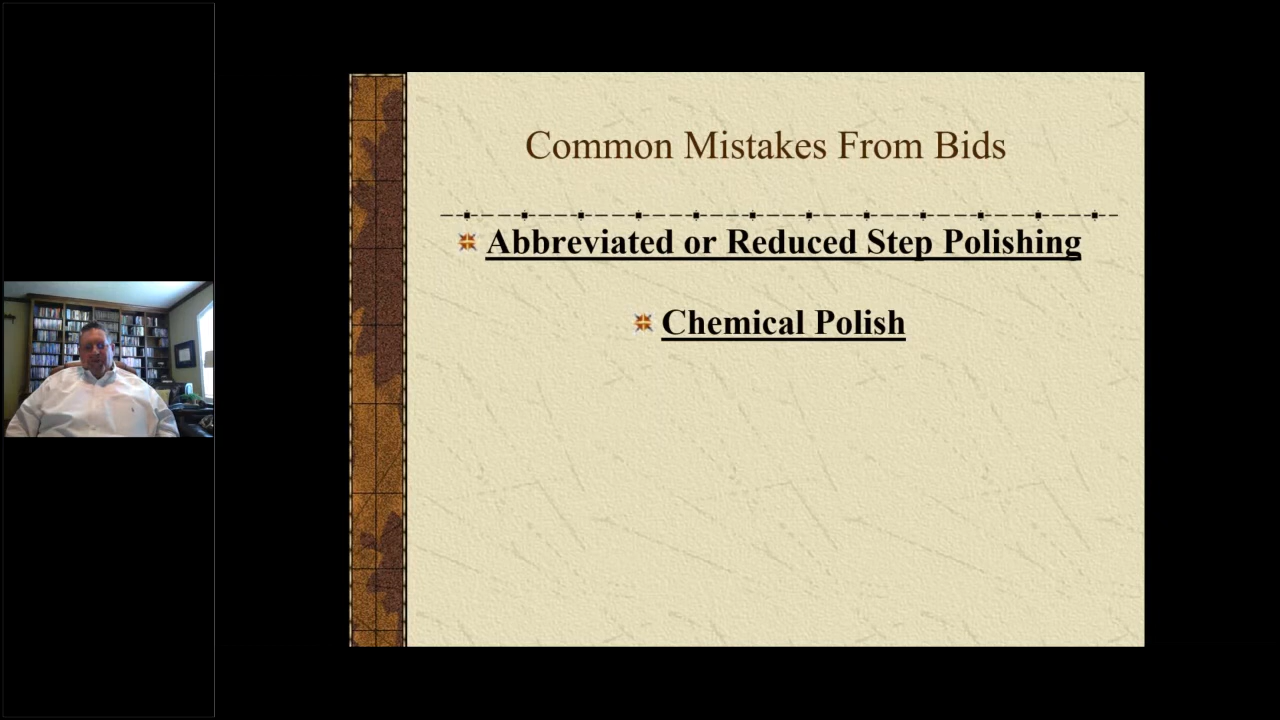 Common Mistakes From Bids
Abbreviated or Reduced Step Polishing
Chemical Polish